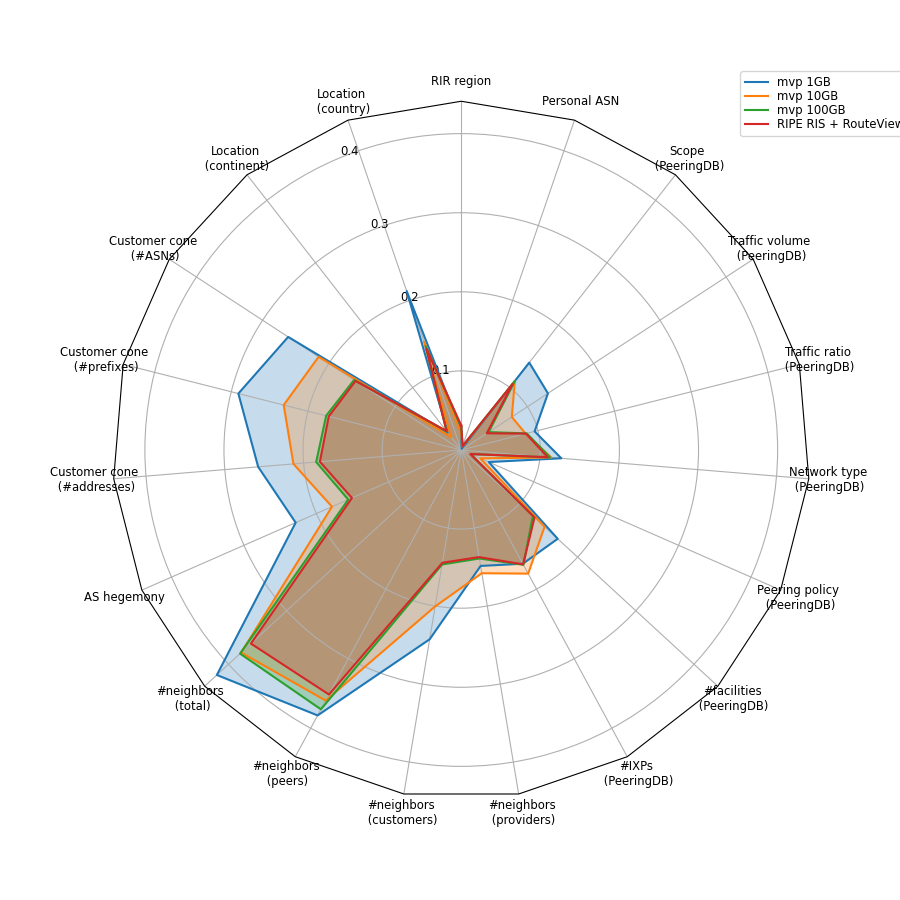 RIR region
Personal ASN
Location
(country)
Location
(continent)
Scope
(PeeringDB)
Traffic volume
(PeeringDB)
Customer cone
(#ASNs)
Customer cone
(#prefixes)
Traffic ratio
(PeeringDB)
Customer cone
(#addresses)
Network type
(PeeringDB)
AS hegemony
Peering policy
(PeeringDB)
#neighbors
(total)
#facilities
(PeeringDB)
#neighbors
(peers)
#IXPs
(PeeringDB)
#neighbors
(customers)
#neighbors
(providers)
0.4
0.3
0.2
0.1
mvp 1GB
mvp 10GB
mvp 100GB
RIPE RIS + RouteView